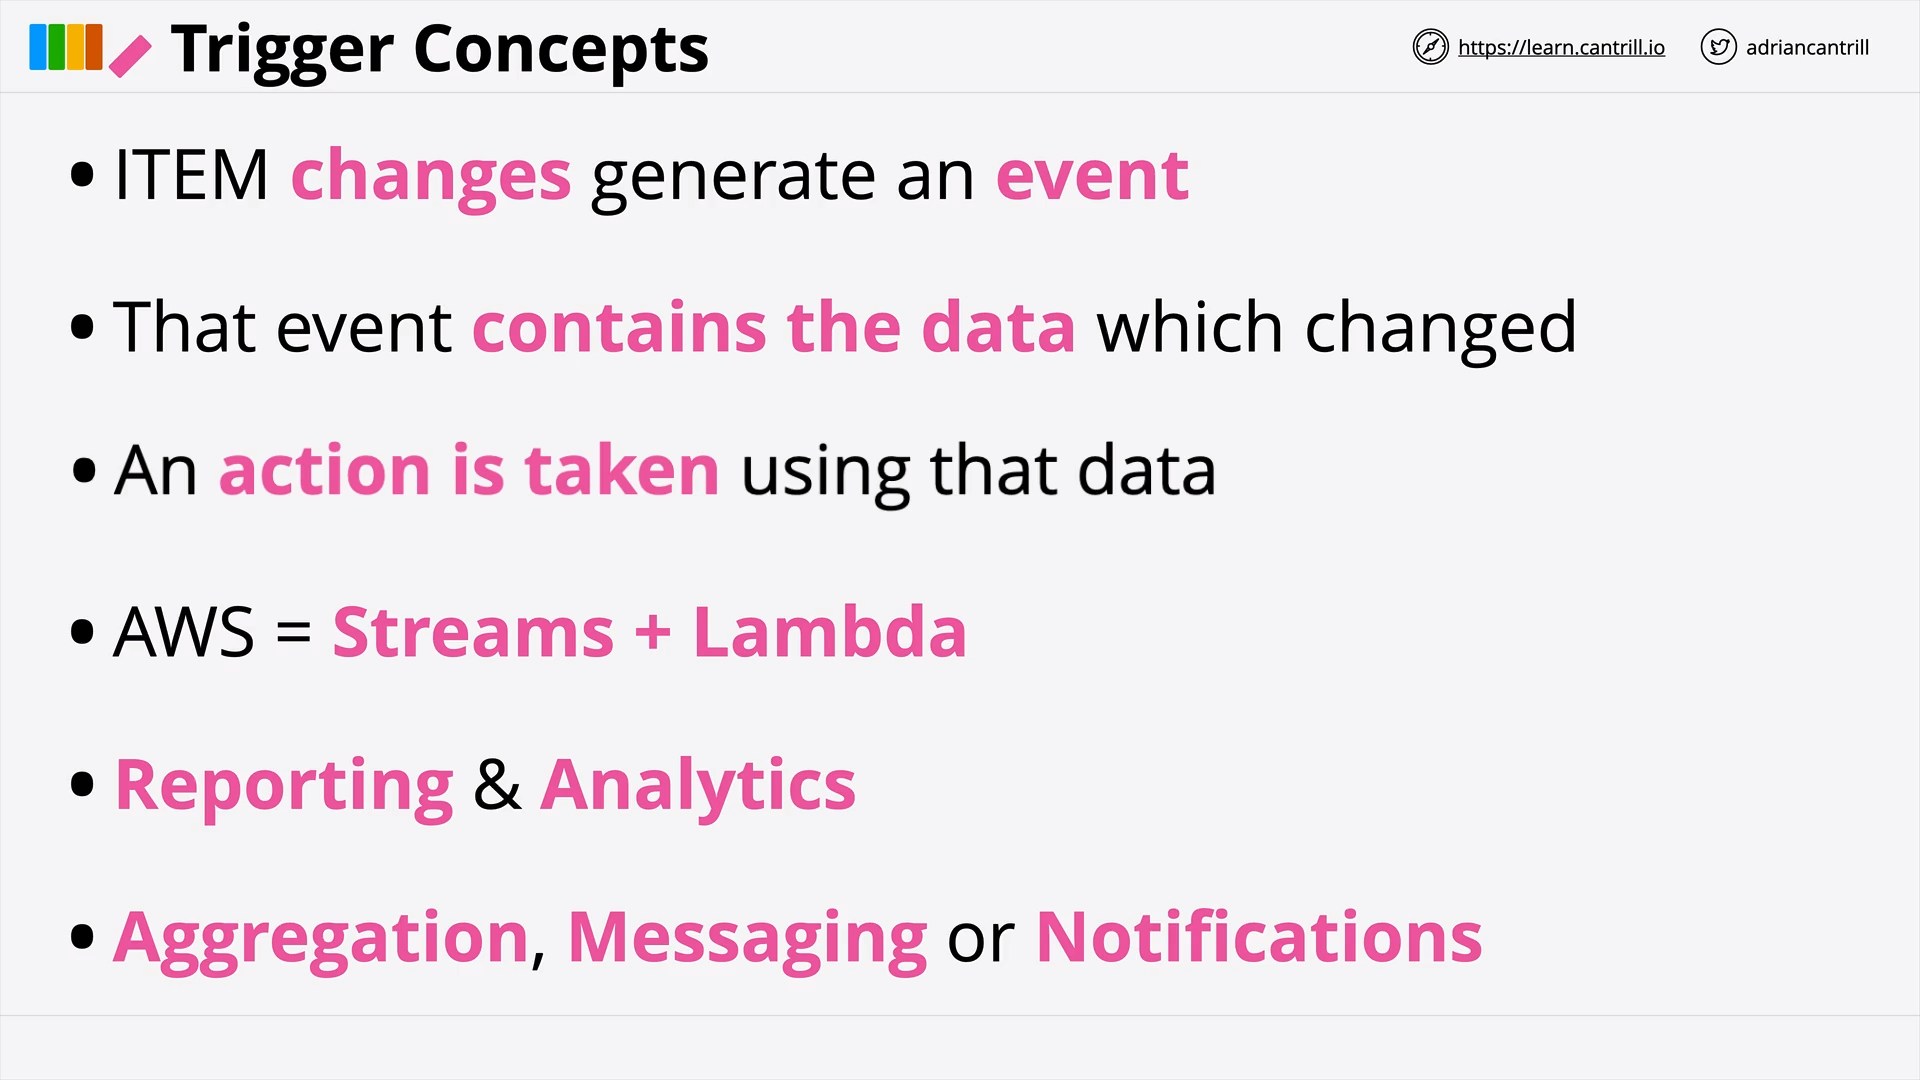 Trigger Concepts
https://learn.cantrill.io
adriancantrill
• ITEM changes generate an event
• That event contains the data which changed
• An action is taken using that data
• AWS = Streams + Lambda
• Reporting & Analytics
• Aggregation, Messaging or Notifications